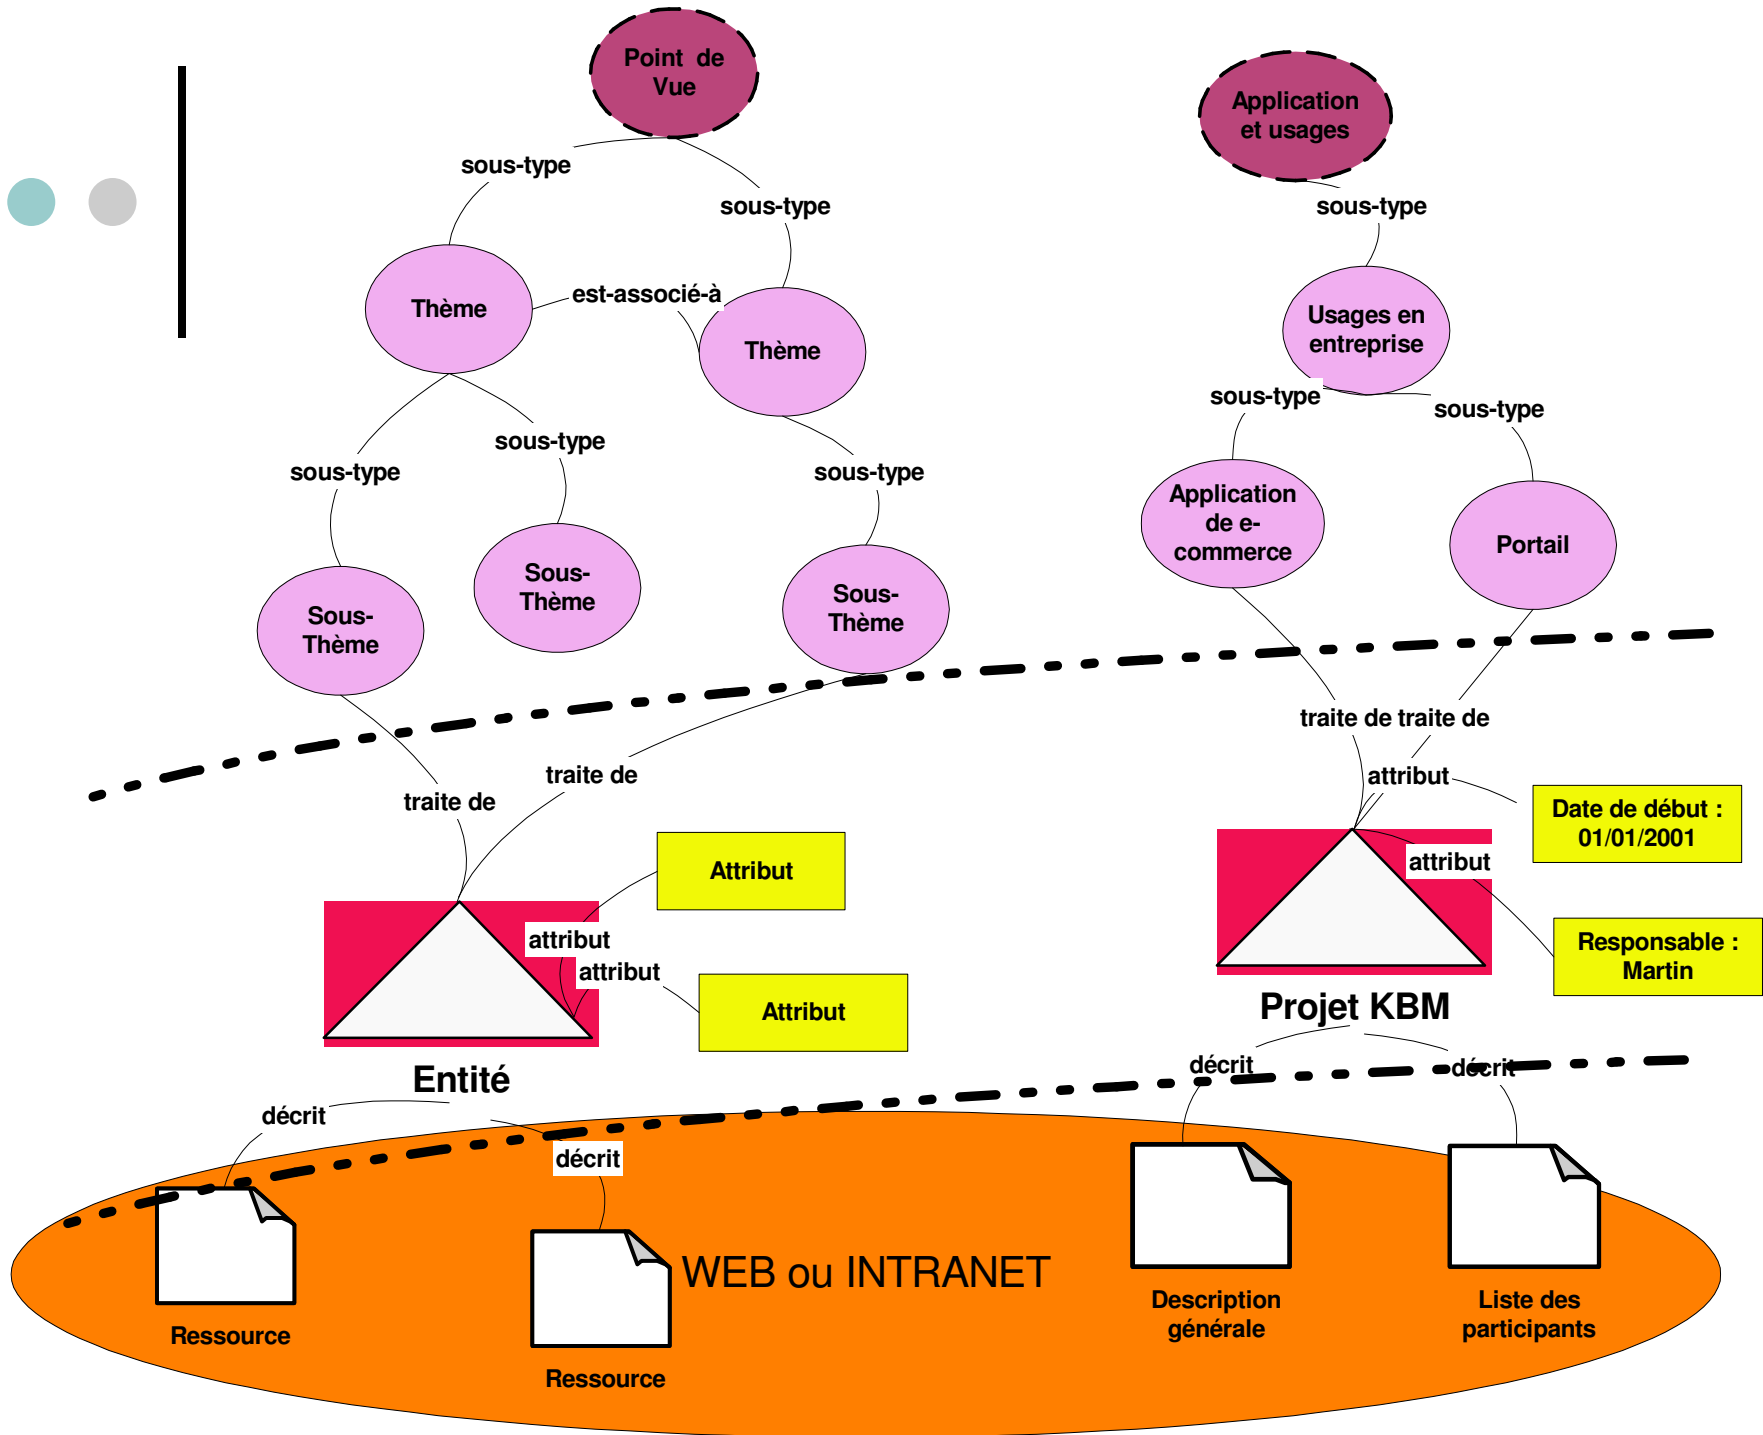 Point de
Vue
Application
et usages
sous-type
sous-type
sous-type
Thème
est-associé-à
Thème
Usages en
entreprise
sous-type
sous-type
sous-type
sous-type
sous-type
Application
de e-
commerce
Portail
Sous-
Thème
Sous-
Thème
Sous-
Thème
traite de
traite de
traite de
traite de
attribut
Date de début :
01/01/2001
attribut
Attribut
attribut
attribut
Attribut
Responsable :
Martin
Projet KBM
Entité
décrit
décrit
décrit
décrit
WEB ou INTRANET
Ressource
Ressource
Description
générale
Liste des
participants